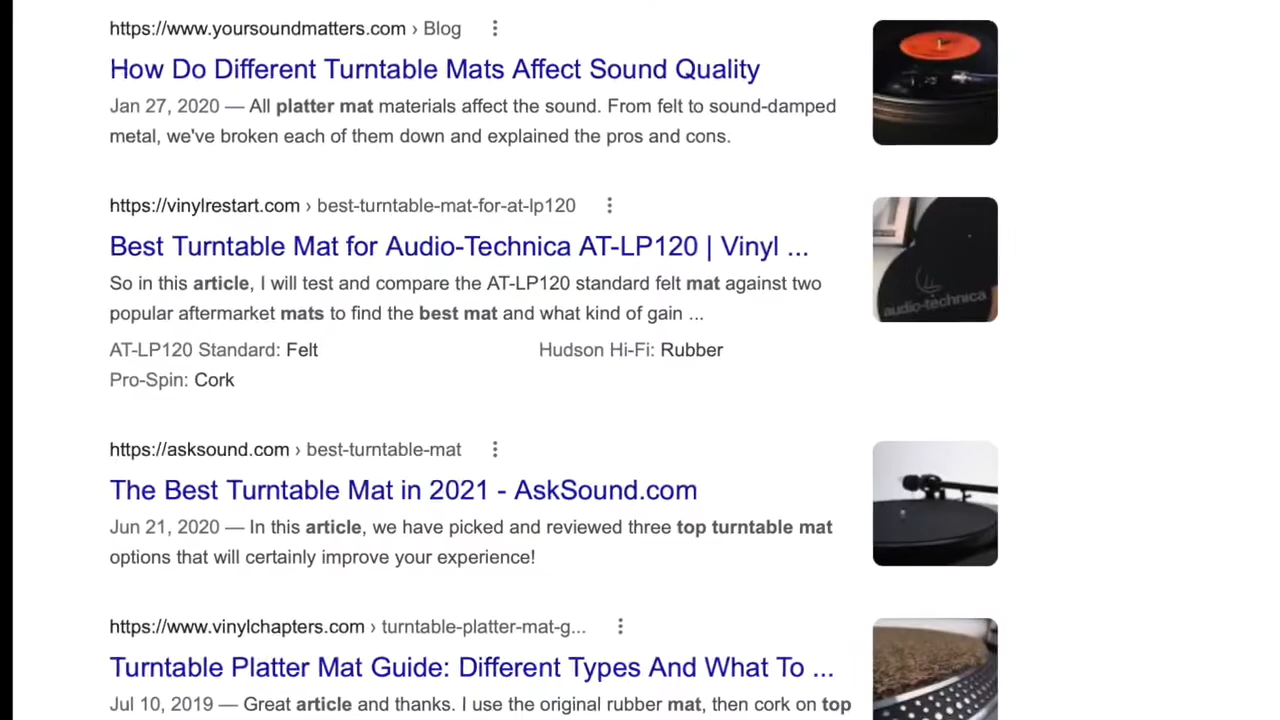 https://www.yoursoundmatters.com › Blog
How Do Different Turntable Mats Affect Sound Quality
Jan 27, 2020 — All platter mat materials affect the sound. From felt to sound-damped
metal, we've broken each of them down and explained the pros and cons.
https://vinylrestart.com › best-turntable-mat-for-at-lp120
Best Turntable Mat for Audio-Technica AT-LP120 | Vinyl ...
So in this article, I will test and compare the AT-LP120 standard felt mat against two
popular aftermarket mats to find the best mat and what kind of gain ...
AT-LP120 Standard: Felt
Hudson Hi-Fi: Rubber
Pro-Spin: Cork
audio-technica
https://asksound.com › best-turntable-mat
The Best Turntable Mat in 2021 - AskSound.com
Jun 21, 2020 — In this article, we have picked and reviewed three top turntable mat
options that will certainly improve your experience!
https://www.vinylchapters.com › turntable-platter-mat-g...
Turntable Platter Mat Guide: Different Types And What To ...
Jul 10, 2019 — Great article and thanks. I use the original rubber mat, then cork on top